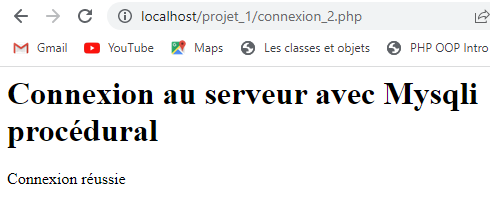 localhost/projet_1/connexion_2.php
Gmail YouTube Maps Les classes et objets PHP OOP Intro
Connexion au serveur avec Mysqli
procédural
Connexion réussie